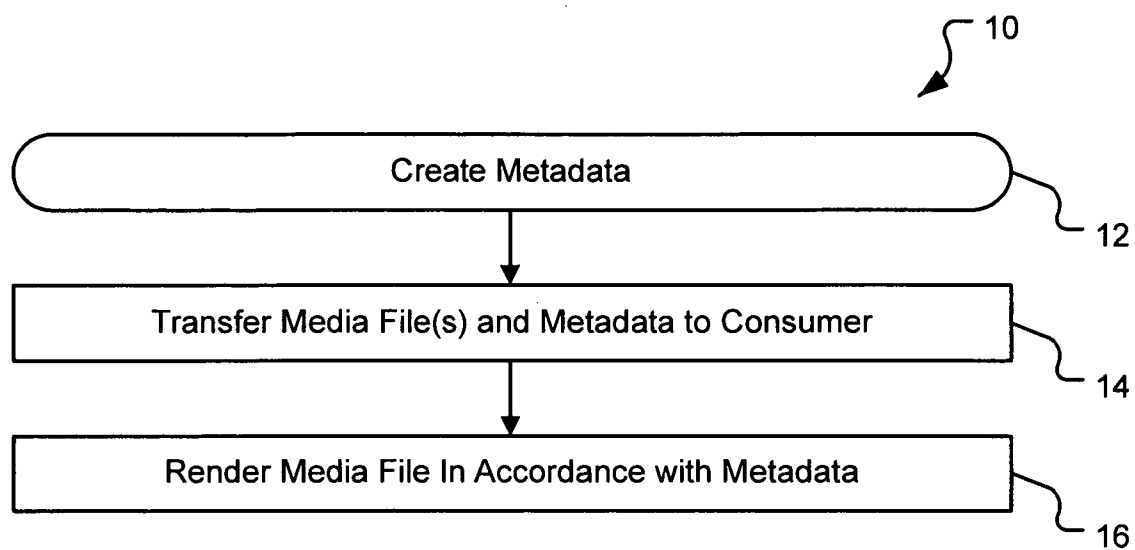 10
Create Metadata
12
Transfer Media File(s) and Metadata to Consumer
14
Render Media File In Accordance with Metadata
16